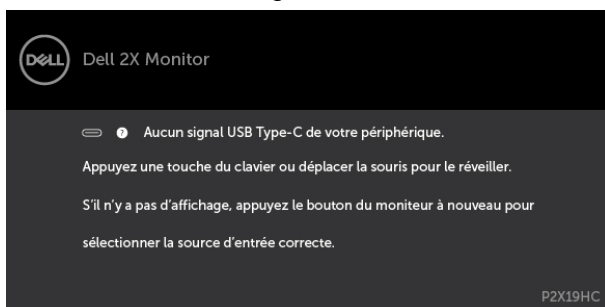 DELL
Dell 2X Monitor
Aucun signal USB Type-C de votre périphérique.
Appuyez une touche du clavier ou déplacer la souris pour le réveiller.
S'il n'y a pas d'affichage, appuyez le bouton du moniteur à nouveau pour
sélectionner la source d'entrée correcte.
P2X19HC